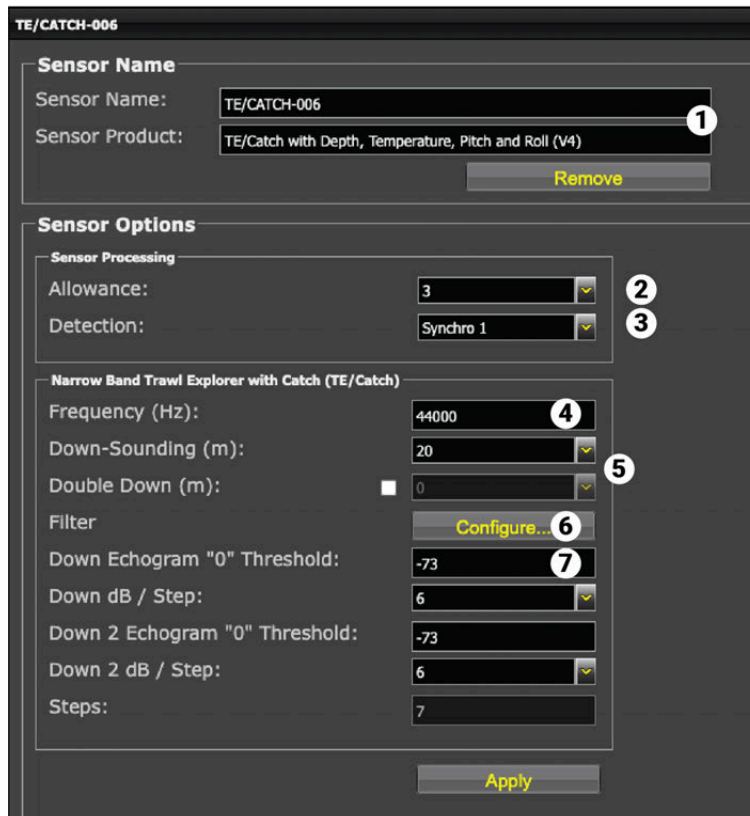 TE/CATCH-006
Sensor Name
Sensor Name: TE/CATCH-006
1
Sensor Product: TE/Catch with Depth, Temperature, Pitch and Roll (V4)
Remove
Sensor Options
Sensor Processing
Allowance: 3 2
Detection: Synchro 1 3
Narrow Band Trawl Explorer with Catch (TE/Catch)
Frequency (Hz): 44000 4
Down-Sounding (m): 20
5
Double Down (m): 0
Filter Configure... 6
Down Echogram "0" Threshold: -73 7
Down dB / Step: 6
Down 2 Echogram "0" Threshold: -73
Down 2 dB / Step: 6
Steps: 7
Apply